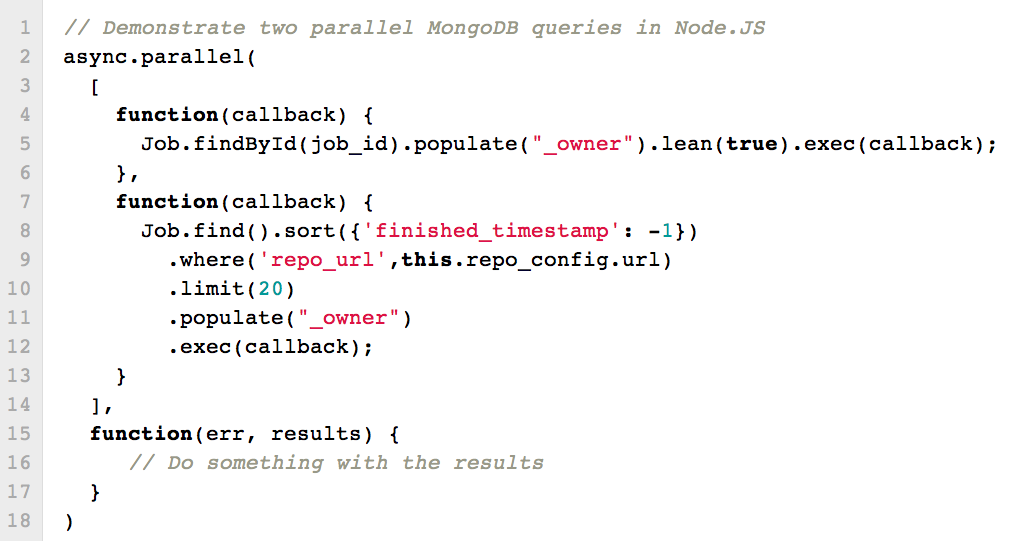 1 // Demonstrate two parallel MongoDB queries in Node.JS
2 async.parallel(
3   [
4     function(callback) {
5       Job.findById(job_id).populate("_owner").lean(true).exec(callback);
6     },
7     function(callback) {
8       Job.find().sort({'finished_timestamp': -1})
9         .where('repo_url',this.repo_config.url)
10         .limit(20)
11         .populate("_owner")
12         .exec(callback);
13     }
14   ],
15   function(err, results) {
16      // Do something with the results
17   }
18 )